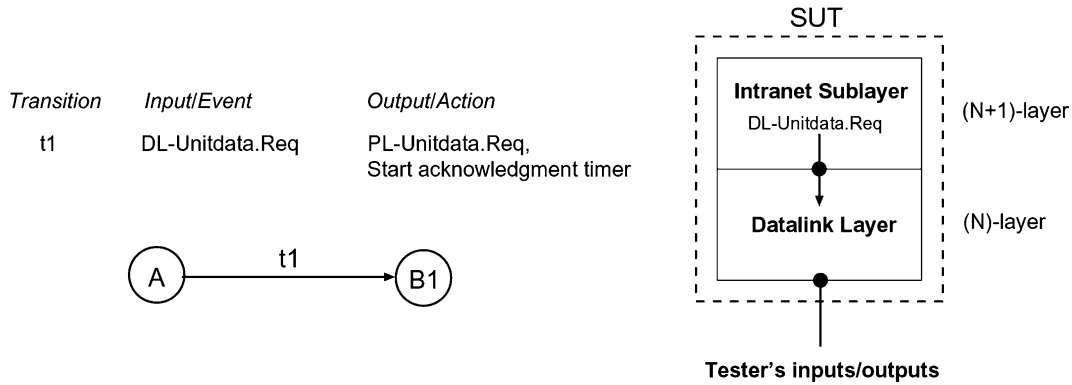 SUT
Transition Input/Event Output/Action
t1 DL-Unitdata.Req PL-Unitdata.Req,
Start acknowledgment timer
A t1 B1
Intranet Sublayer
DL-Unitdata.Req
(N+1)-layer
Datalink Layer
(N)-layer
Tester's inputs/outputs